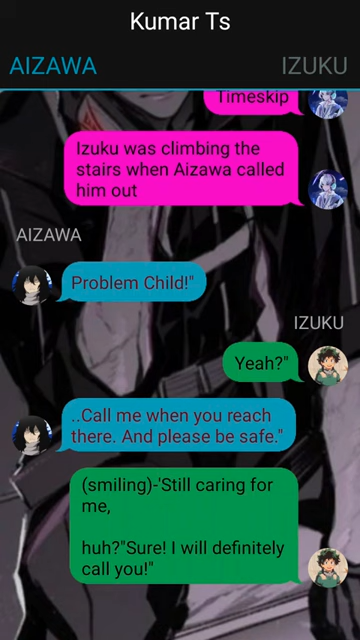 Kumar Ts
AIZAWA
IZUKU
Timeskip
Izuku was climbing the
stairs when Aizawa called
him out
AIZAWA
Problem Child!"
IZUKU
Yeah?"
..Call me when you reach
there. And please be safe."
(smiling)-'Still caring for
me,
huh?"Sure! I will definitely
call you!"